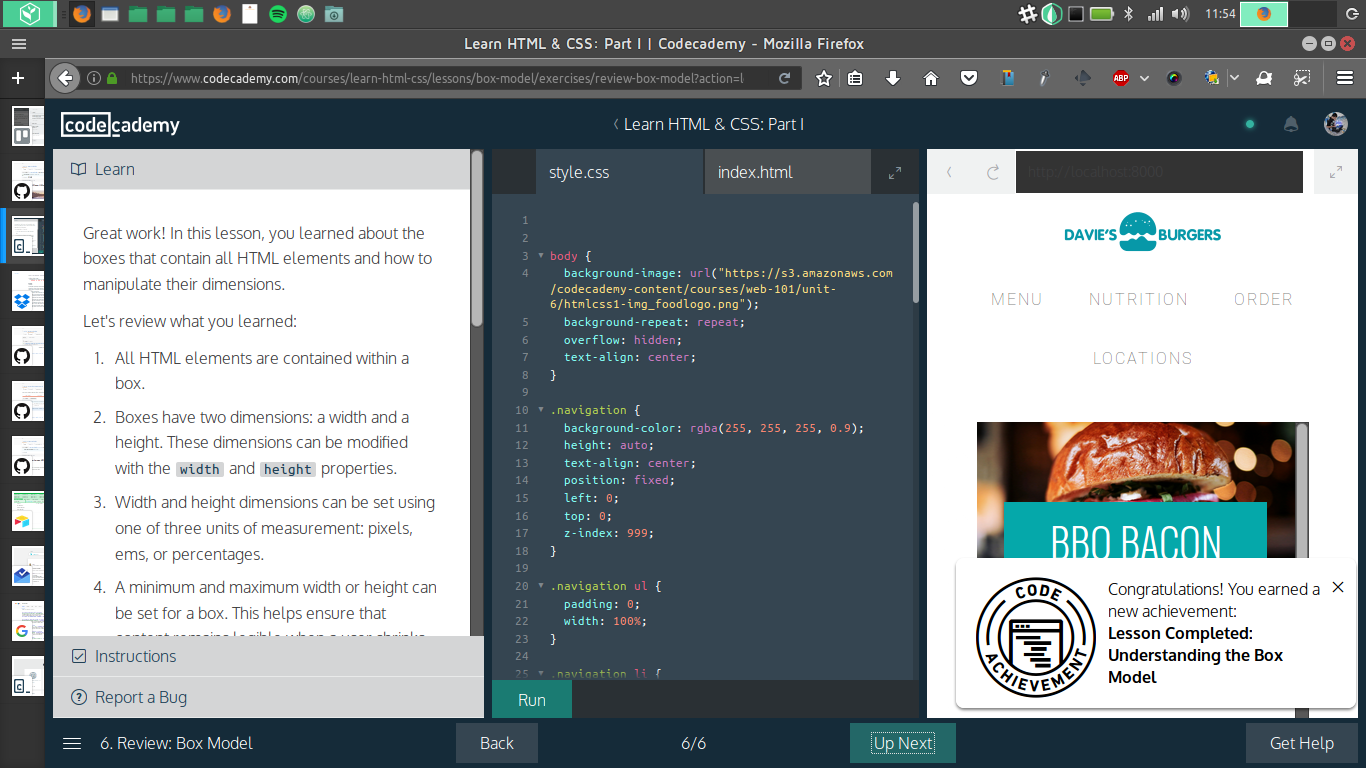 11:54
Learn HTML & CSS: Part I | Codecademy - Mozilla Firefox
https://www.codecademy.com/courses/learn-html-css/lessons/box-model/exercises/review-box-model?action=l
ABP
codecademy
Learn HTML & CSS: Part I
Learn
Great work! In this lesson, you learned about the
boxes that contain all HTML elements and how to
manipulate their dimensions.
Let's review what you learned:
1. All HTML elements are contained within a
box.
2. Boxes have two dimensions: a width and a
height. These dimensions can be modified
with the width and height properties.
3. Width and height dimensions can be set using
one of three units of measurement: pixels,
ems, or percentages.
4. A minimum and maximum width or height can
be set for a box. This helps ensure that
content remains legible when a user shrinks
Instructions
Report a Bug
style.css
index.html
1
2
3 body {
4 background-image: url("https://s3.amazonaws.com
/codecademy-content/courses/web-101/unit-
6/htmlcss1-img_foodlogo.png");
5 background-repeat: repeat;
6 overflow: hidden;
7 text-align: center;
8 }
9
10 .navigation {
11 background-color: rgba(255, 255, 255, 0.9);
12 height: auto;
13 text-align: center;
14 position: fixed;
15 left: 0;
16 top: 0;
17 z-index: 999;
18 }
19
20 .navigation ul {
21 padding: 0;
22 width: 100%;
23 }
24
25 .navigation li {
Run
http://localhost:8000
DAVIE'S BURGERS
MENU NUTRITION ORDER
LOCATIONS
BBQ BACON
CODE
ACHIEVEMENT
Congratulations! You earned a
new achievement:
Lesson Completed:
Understanding the Box
Model
6. Review: Box Model
Back
6/6
Up Next
Get Help